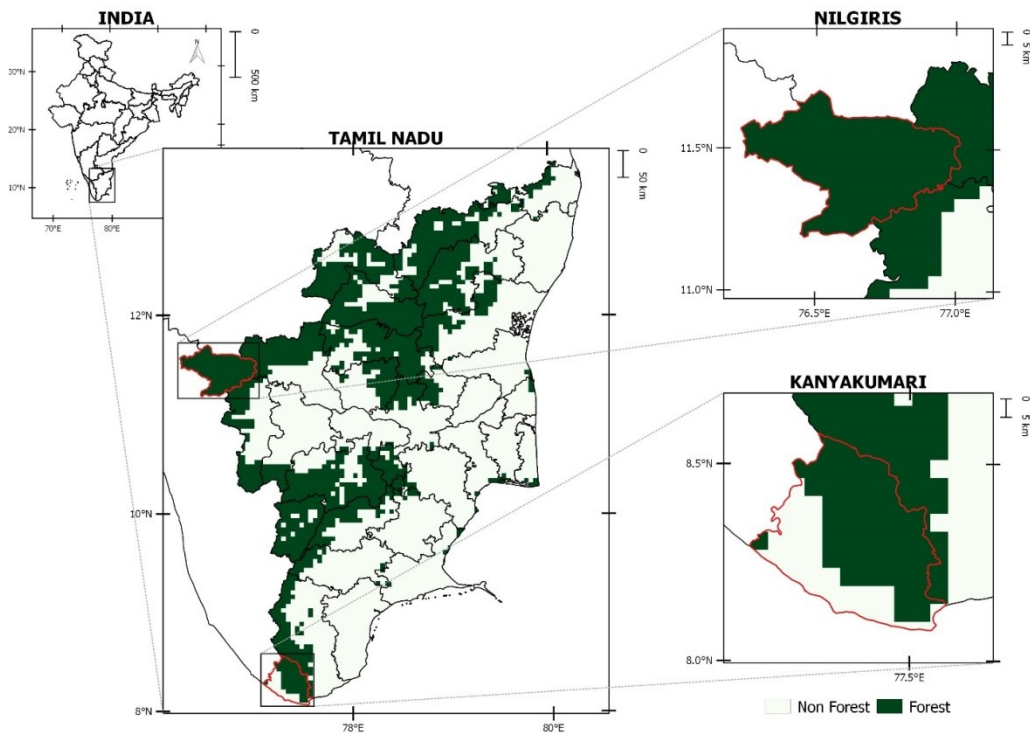 INDIA
N
0
500 km
30°N
20°N
10°N
70°E
80°E
TAMIL NADU
0
50 km
12°N
10°N
8°N
78°E
80°E
NILGIRIS
0 5 km
11.5°N
11.0°N
76.5°E
77.0°E
KANYAKUMARI
0 5 km
8.5°N
8.0°N
77.5°E
Non Forest
Forest